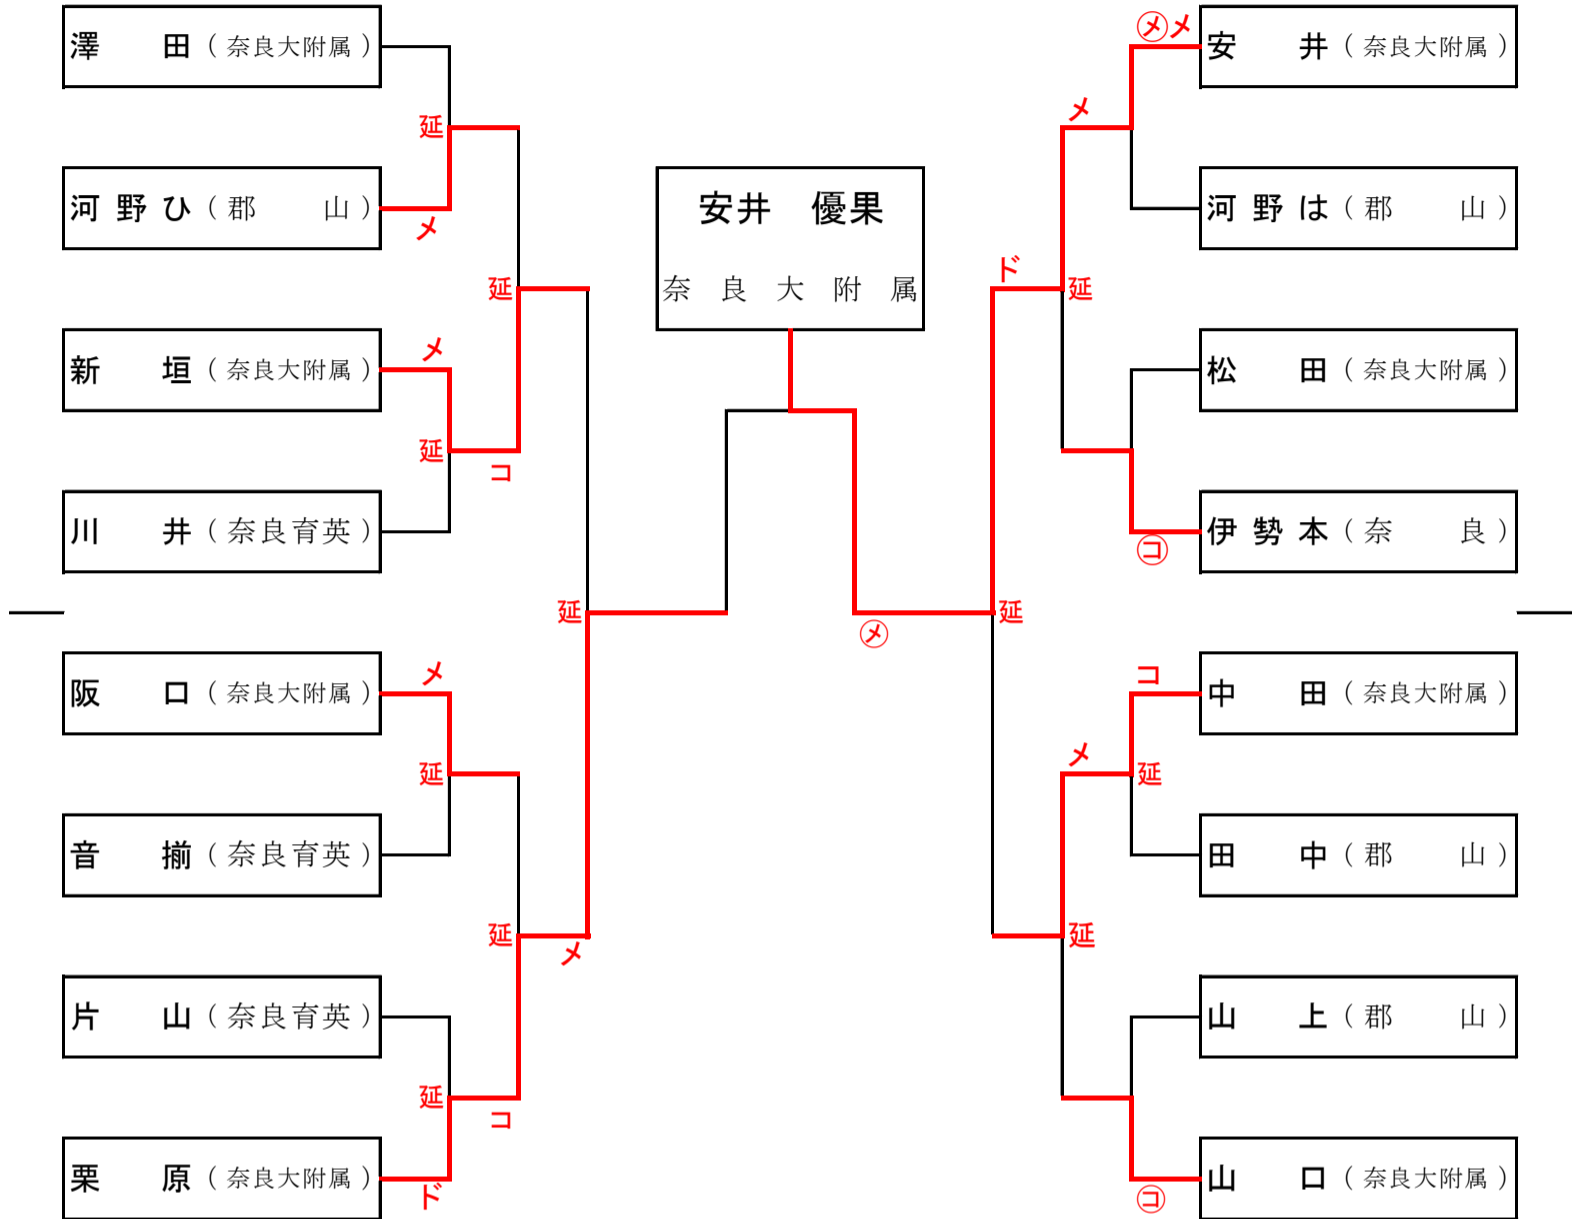 澤田（奈良大附属）
延
河野ひ（郡山）
メ
延
メ
新垣（奈良大附属）
延
コ
川井（奈良育英）
延
メ
阪口（奈良大附属）
延
音揃（奈良育英）
延
メ
片山（奈良育英）
延
コ
栗原（奈良大附属）
ド
安井　優果
奈良大附属
㋱
㋱メ
安井（奈良大附属）
メ
河野は（郡山）
ド
延
松田（奈良大附属）
伊勢本（奈良）
㋙
延
コ
中田（奈良大附属）
メ
延
田中（郡山）
延
山上（郡山）
山口（奈良大附属）
㋙